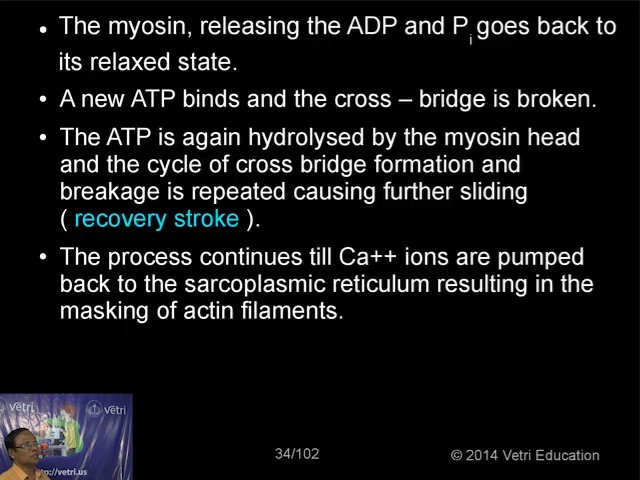 • The myosin, releasing the ADP and Pi goes back to
its relaxed state.
• A new ATP binds and the cross – bridge is broken.
• The ATP is again hydrolysed by the myosin head
and the cycle of cross bridge formation and
breakage is repeated causing further sliding
( recovery stroke ).
• The process continues till Ca++ ions are pumped
back to the sarcoplasmic reticulum resulting in the
masking of actin filaments.
vetri
vetri
http://vetri.us
34/102
© 2014 Vetri Education